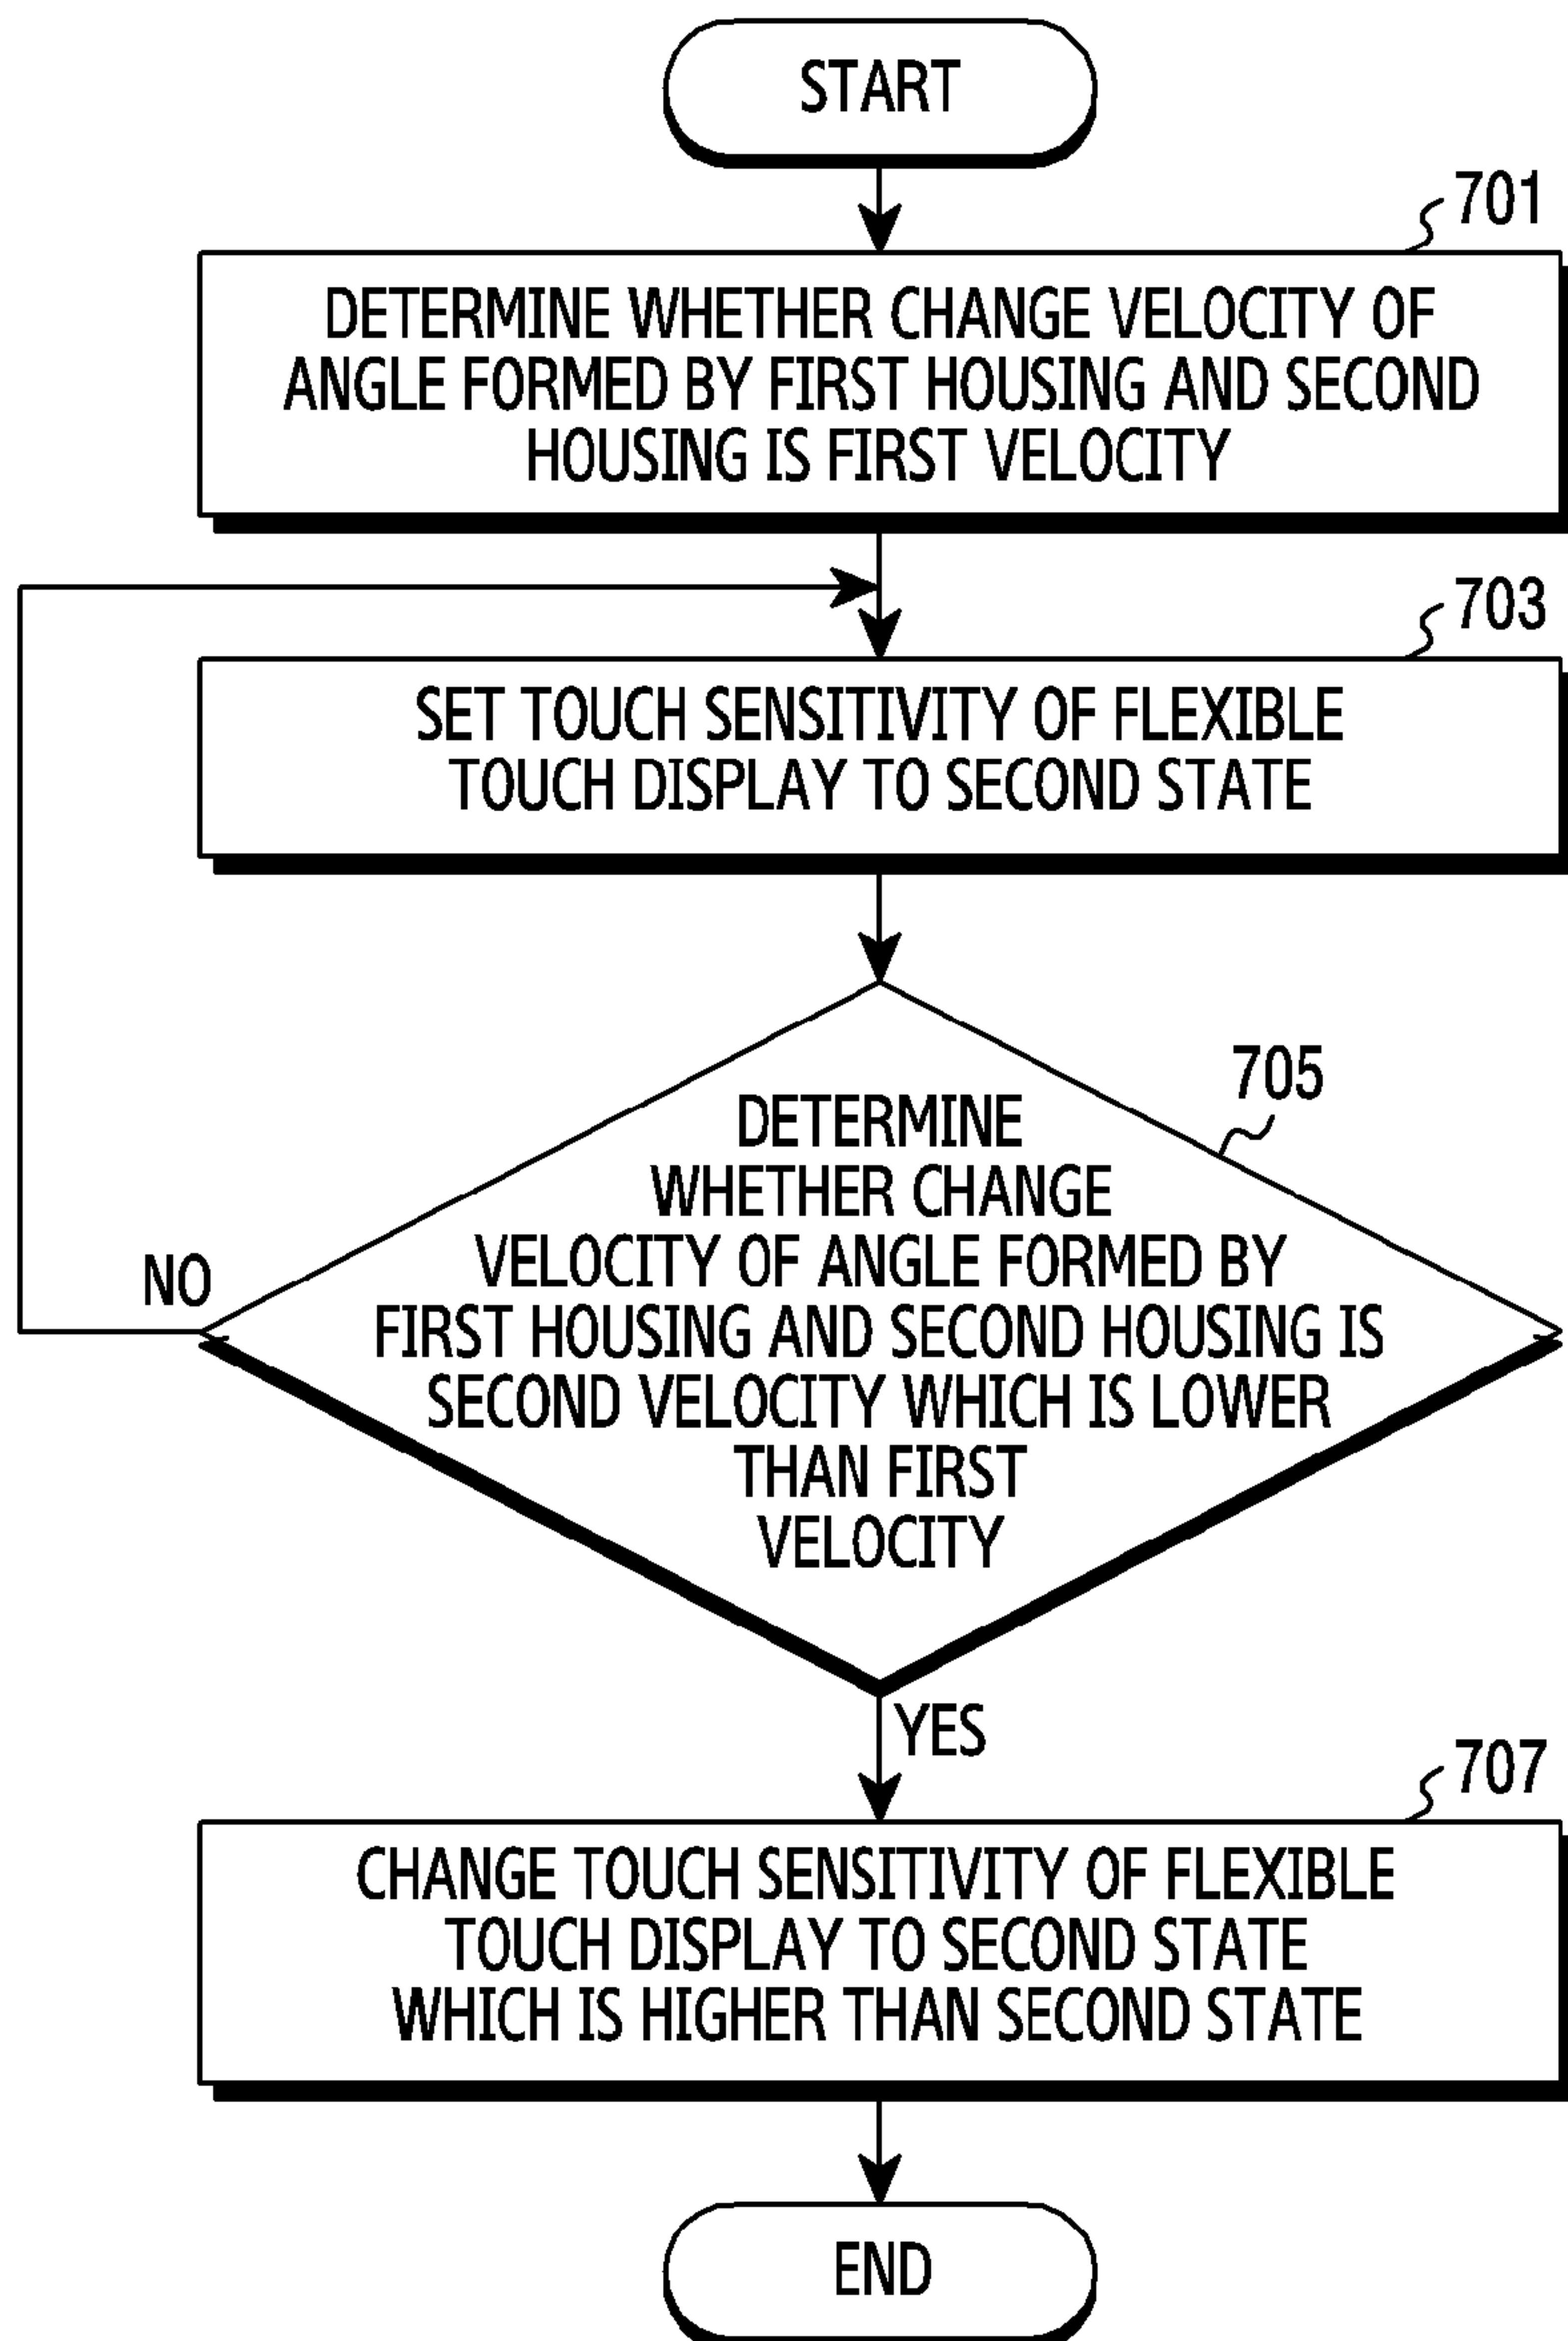 START
701
DETERMINE WHETHER CHANGE VELOCITY OF
ANGLE FORMED BY FIRST HOUSING AND SECOND
HOUSING IS FIRST VELOCITY
703
SET TOUCH SENSITIVITY OF FLEXIBLE
TOUCH DISPLAY TO SECOND STATE
705
DETERMINE
WHETHER CHANGE
VELOCITY OF ANGLE FORMED BY
FIRST HOUSING AND SECOND HOUSING IS
SECOND VELOCITY WHICH IS LOWER
THAN FIRST
VELOCITY
NO
YES
707
CHANGE TOUCH SENSITIVITY OF FLEXIBLE
TOUCH DISPLAY TO SECOND STATE
WHICH IS HIGHER THAN SECOND STATE
END